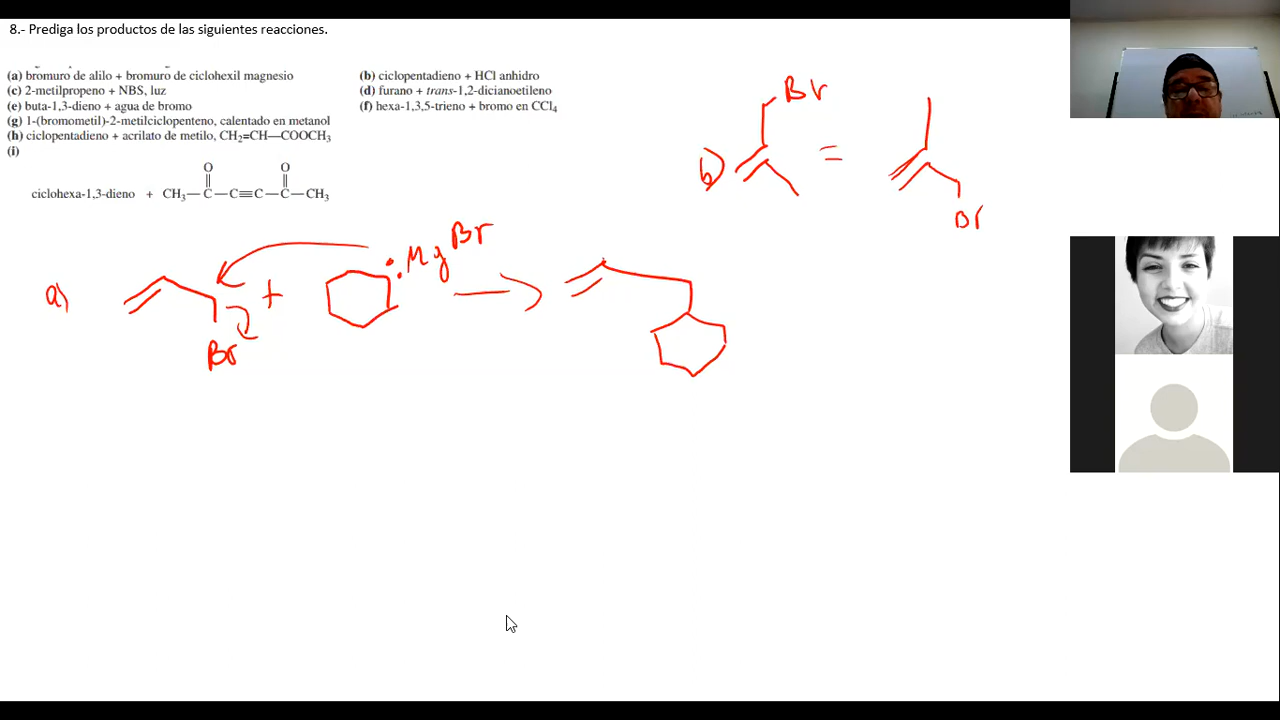 8.- Prediga los productos de las siguientes reacciones.
(a) bromuro de alilo + bromuro de ciclohexil magnesio
(b) ciclopentadieno + HCl anhidro
(c) 2-metilpropeno + NBS, luz
(d) furano + trans-1,2-dicianoetileno
(e) buta-1,3-dieno + agua de bromo
(f) hexa-1,3,5-trieno + bromo en CCl₄
(g) 1-(bromometil)-2-metilciclopenteno, calentado en metanol
(h) ciclopentadieno + acrilato de metilo, CH₂=CH—COOCH₃
(i)
O O
ciclohexa-1,3-dieno + CH₃—C—C≡C—C—CH₃
b) Br =
Br
a) Br + MgBr